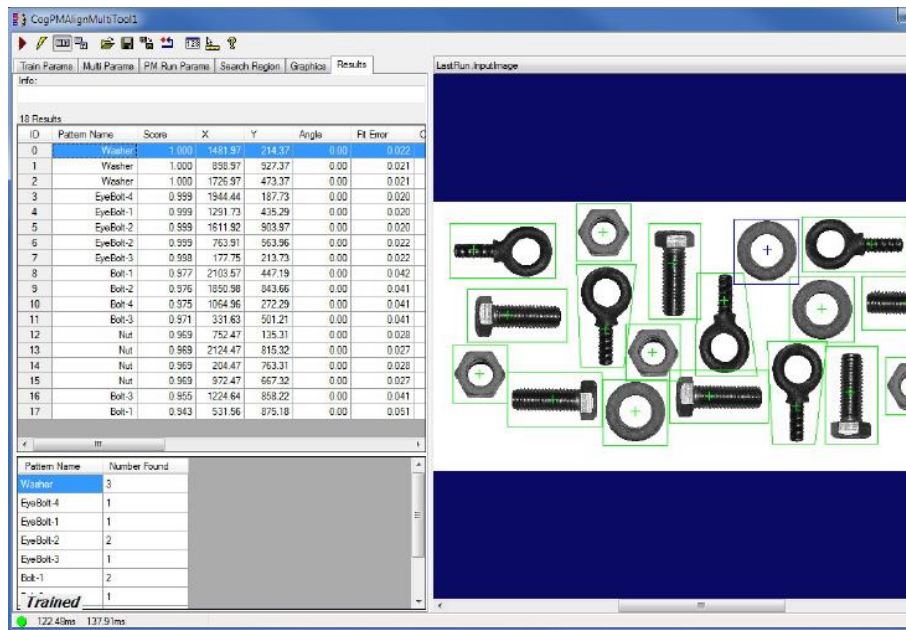 CogPMAlignMultiTool1
Train Params Multi Params PM Run Params Search Region Graphics Results
LastRun.InputImage
Info:
18 Results
ID Pattern Name Score X Y Angle Fit Error
0 Washer 1.000 1481.97 214.37 0.00 0.022
1 Washer 1.000 898.97 927.37 0.00 0.021
2 Washer 1.000 1726.97 473.37 0.00 0.021
3 EyeBolt-4 0.999 1944.44 187.73 0.00 0.020
4 EyeBolt-1 0.999 1291.73 435.29 0.00 0.020
5 EyeBolt-2 0.999 1611.92 903.97 0.00 0.020
6 EyeBolt-2 0.999 763.91 563.96 0.00 0.022
7 EyeBolt-3 0.998 177.75 213.73 0.00 0.022
8 Bolt-1 0.977 2103.57 447.19 0.00 0.042
9 Bolt-2 0.976 1850.98 843.66 0.00 0.041
10 Bolt-4 0.975 1064.96 272.29 0.00 0.041
11 Bolt-3 0.971 331.63 501.21 0.00 0.041
12 Nut 0.969 752.47 135.31 0.00 0.028
13 Nut 0.969 2124.47 815.32 0.00 0.027
14 Nut 0.969 204.47 763.31 0.00 0.028
15 Nut 0.969 972.47 667.32 0.00 0.027
16 Bolt-3 0.955 1224.64 858.22 0.00 0.041
17 Bolt-1 0.943 531.56 875.18 0.00 0.051
Pattern Name Number Found
Washer 3
EyeBolt-4 1
EyeBolt-1 1
EyeBolt-2 2
EyeBolt-3 1
Bolt-1 2
1
Trained
122.48ms 137.91ms